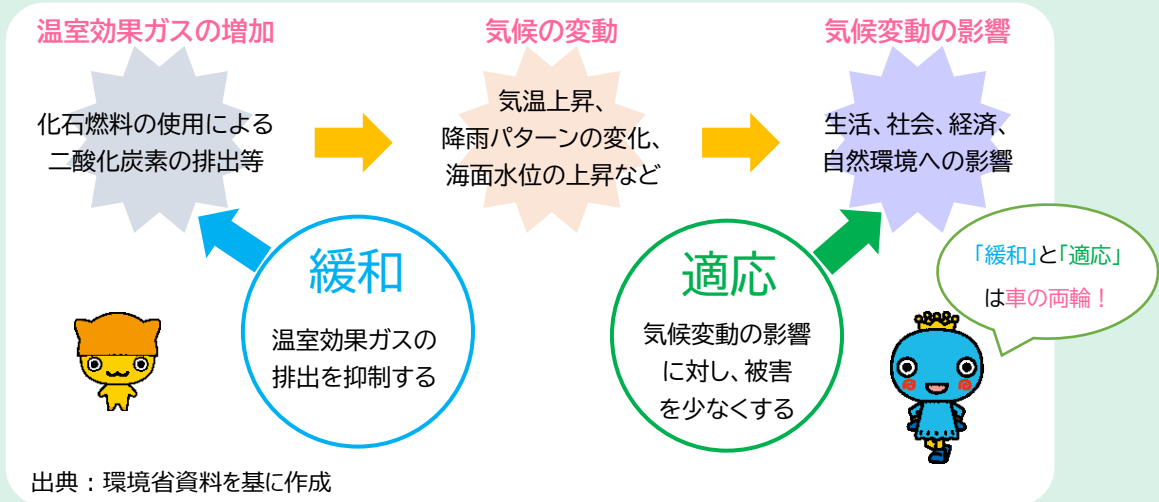 温室効果ガスの増加
化石燃料の使用による
二酸化炭素の排出等
気候の変動
気温上昇、
降雨パターンの変化、
海面水位の上昇など
気候変動の影響
生活、社会、経済、
自然環境への影響
緩和
温室効果ガスの
排出を抑制する
適応
気候変動の影響
に対し、被害
を少なくする
「緩和」と「適応」
は車の両輪！
出典：環境省資料を基に作成